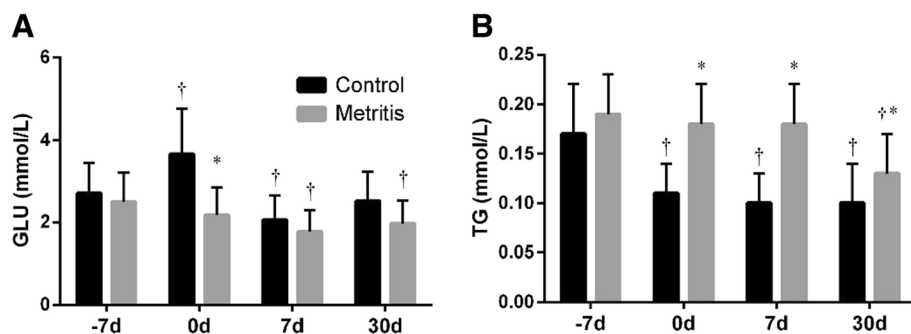 A
GLU (mmol/L)
6
4
2
0
Control
Metritis
†
*
†
†
†
-7d
0d
7d
30d
B
TG (mmol/L)
0.25
0.20
0.15
0.10
0.05
0.00
†
*
†
*
†
†*
-7d
0d
7d
30d